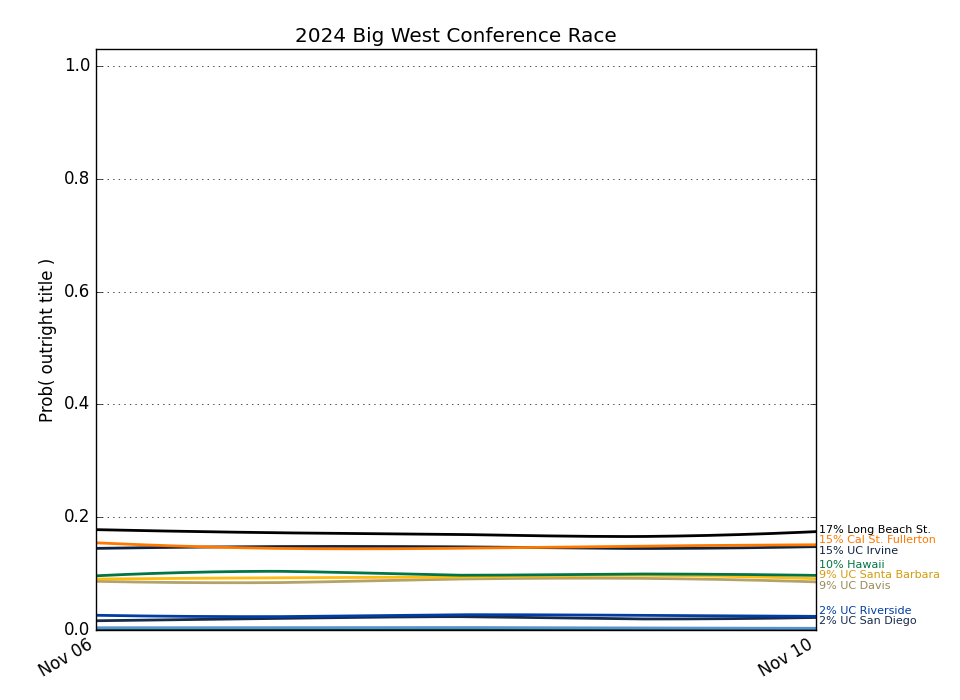 2024 Big West Conference Race
Prob( outright title )
1.0
0.8
0.6
0.4
0.2
0.0
Nov 06
Nov 10
17% Long Beach St.
15% Cal St. Fullerton
15% UC Irvine
10% Hawaii
9% UC Santa Barbara
9% UC Davis
2% UC Riverside
2% UC San Diego